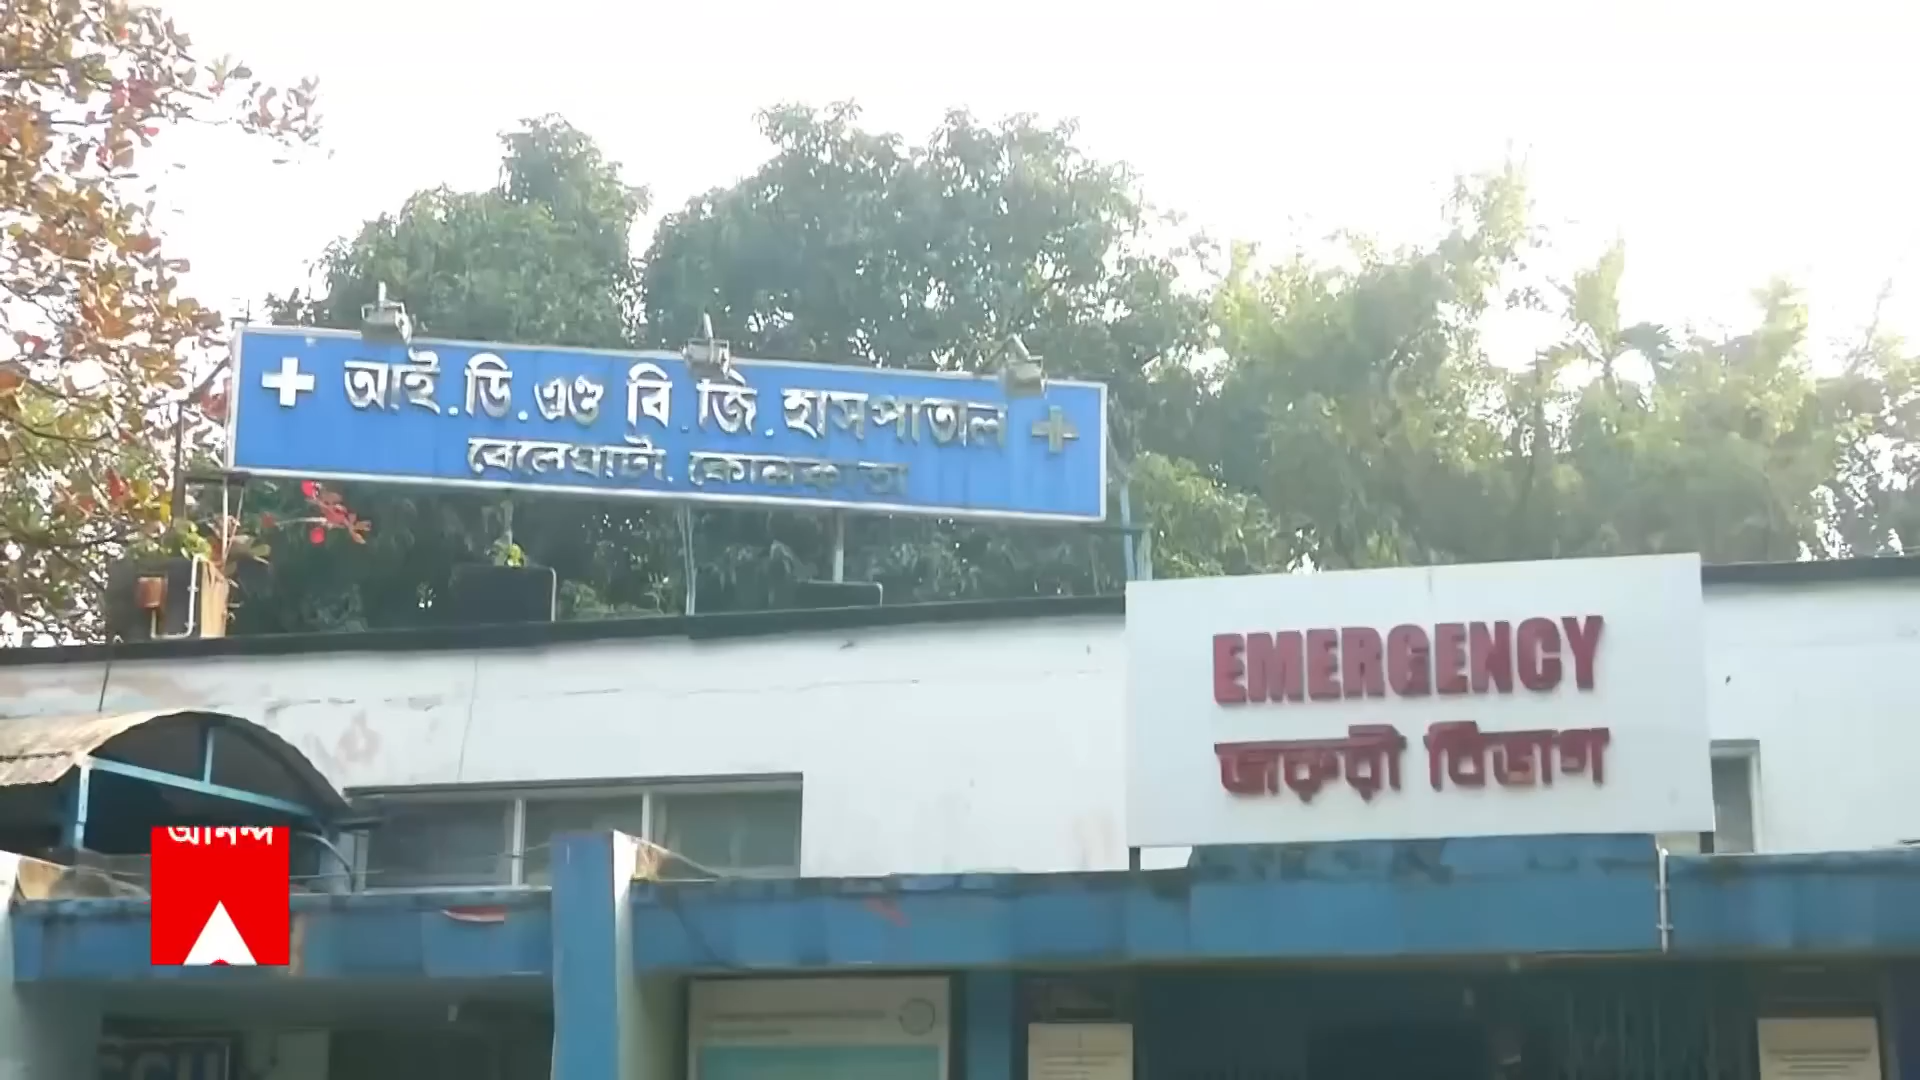 আই.ডি.এণ্ড বি.জি.হাসপাতাল
বেলেঘাটা. কোলকাতা
EMERGENCY
জরুরী বিভাগ
আনন্দ